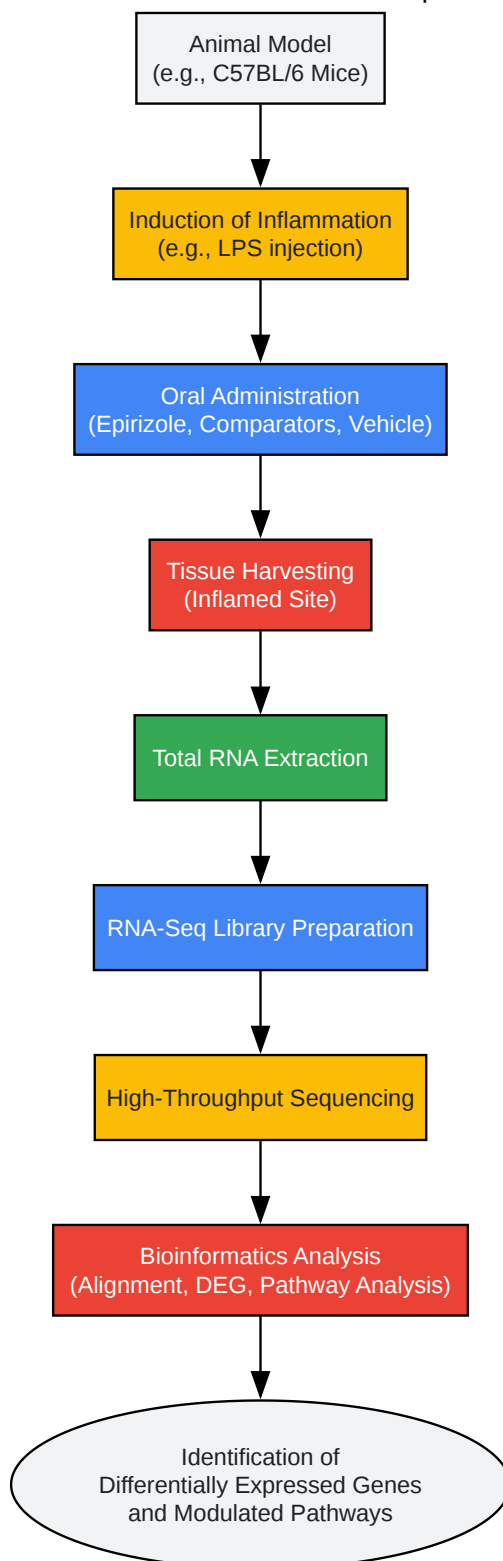 Animal Model
(e.g., C57BL/6 Mice)
Induction of Inflammation
(e.g., LPS injection)
Oral Administration
(Epirizole, Comparators, Vehicle)
Tissue Harvesting
(Inflamed Site)
Total RNA Extraction
RNA-Seq Library Preparation
High-Throughput Sequencing
Bioinformatics Analysis
(Alignment, DEG, Pathway Analysis)
Identification of
Differentially Expressed Genes
and Modulated Pathways